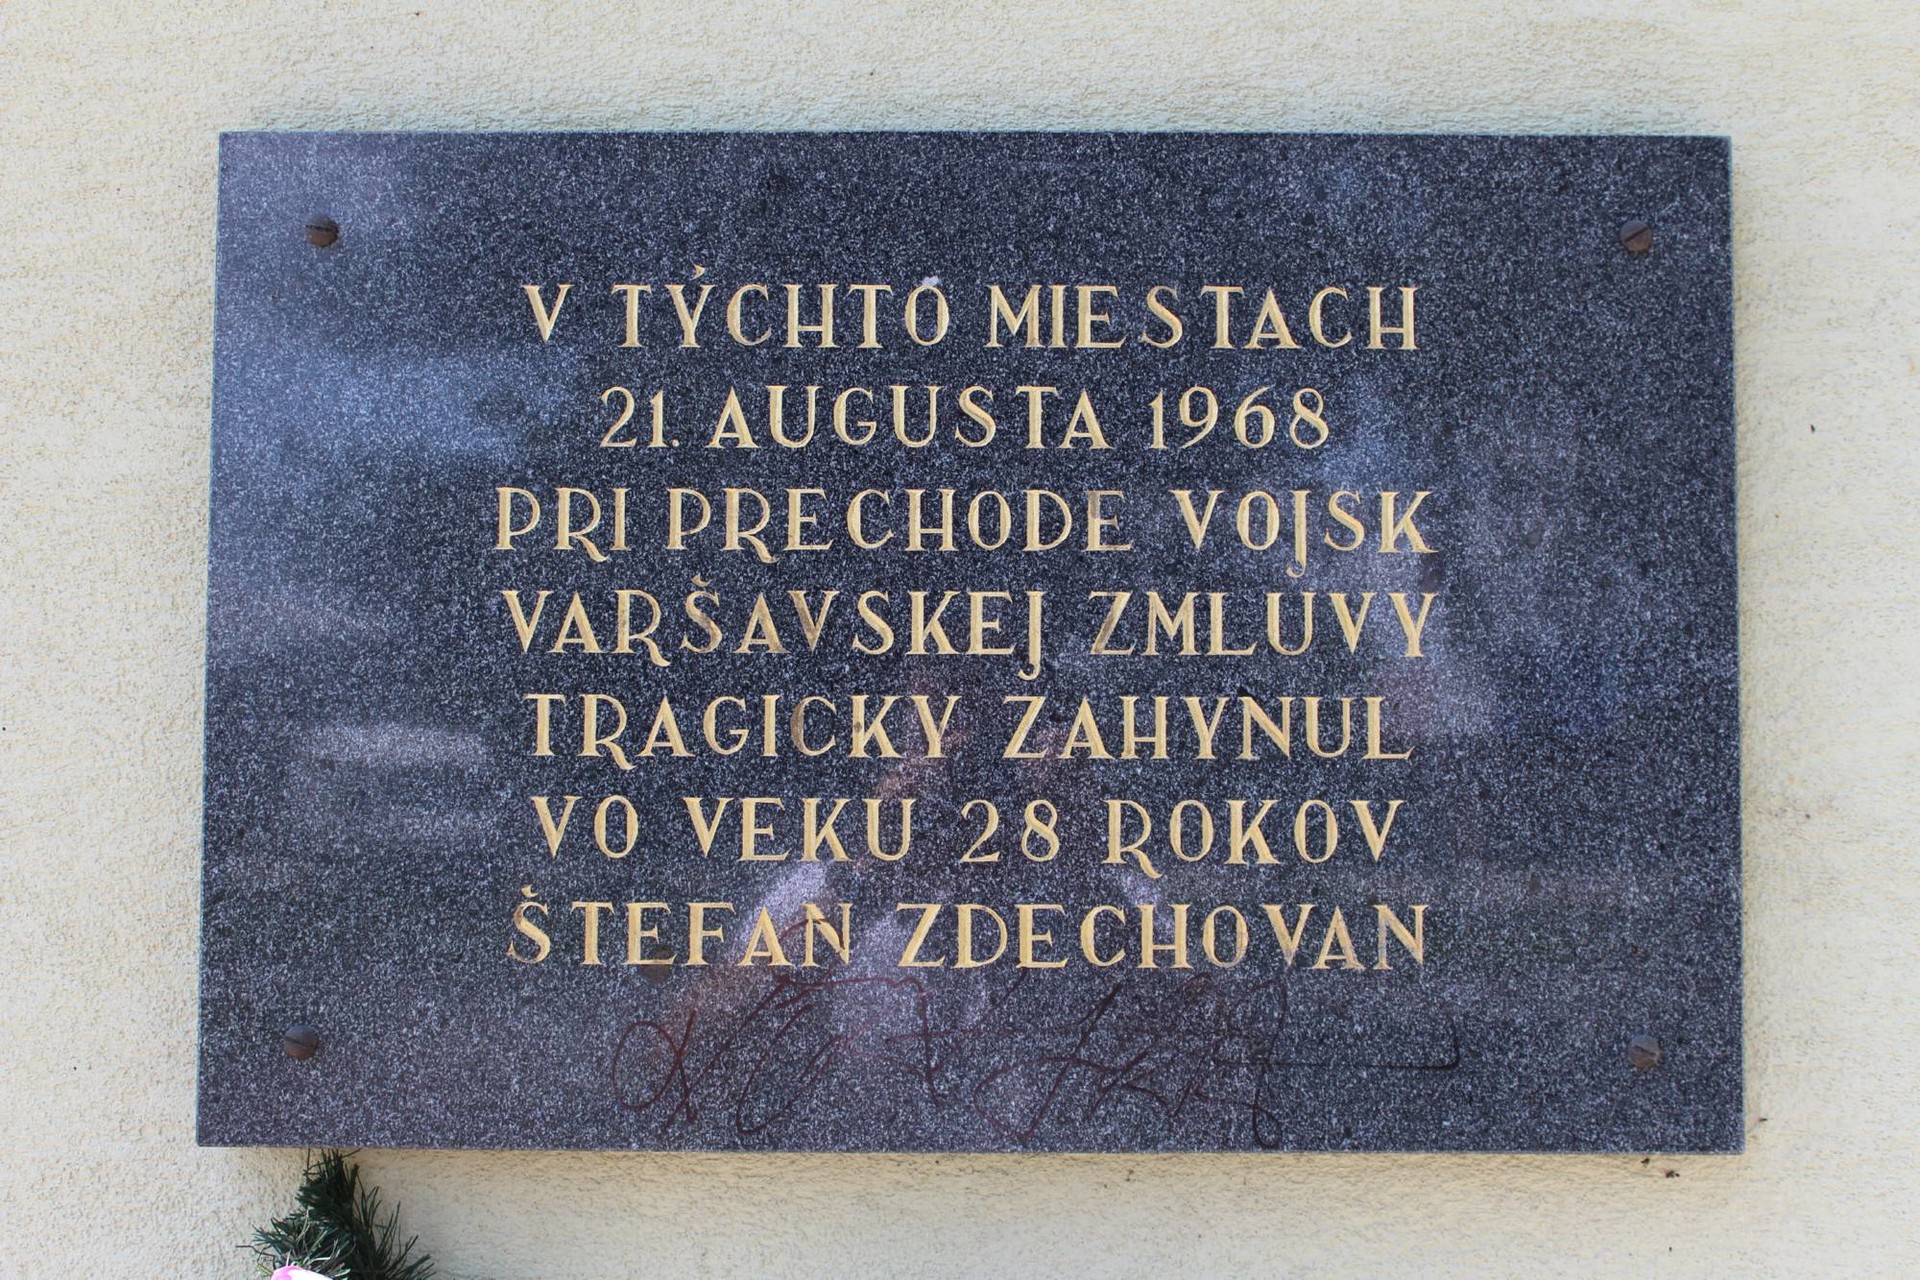 V TÝCHTO MIESTACH
21. AUGUSTA 1968
PRI PRECHODE VOJSK
VARŠAVSKEJ ZMLUVY
TRAGICKY ZAHYNUL
VO VEKU 28 ROKOV
ŠTEFAN ZDECHOVAN